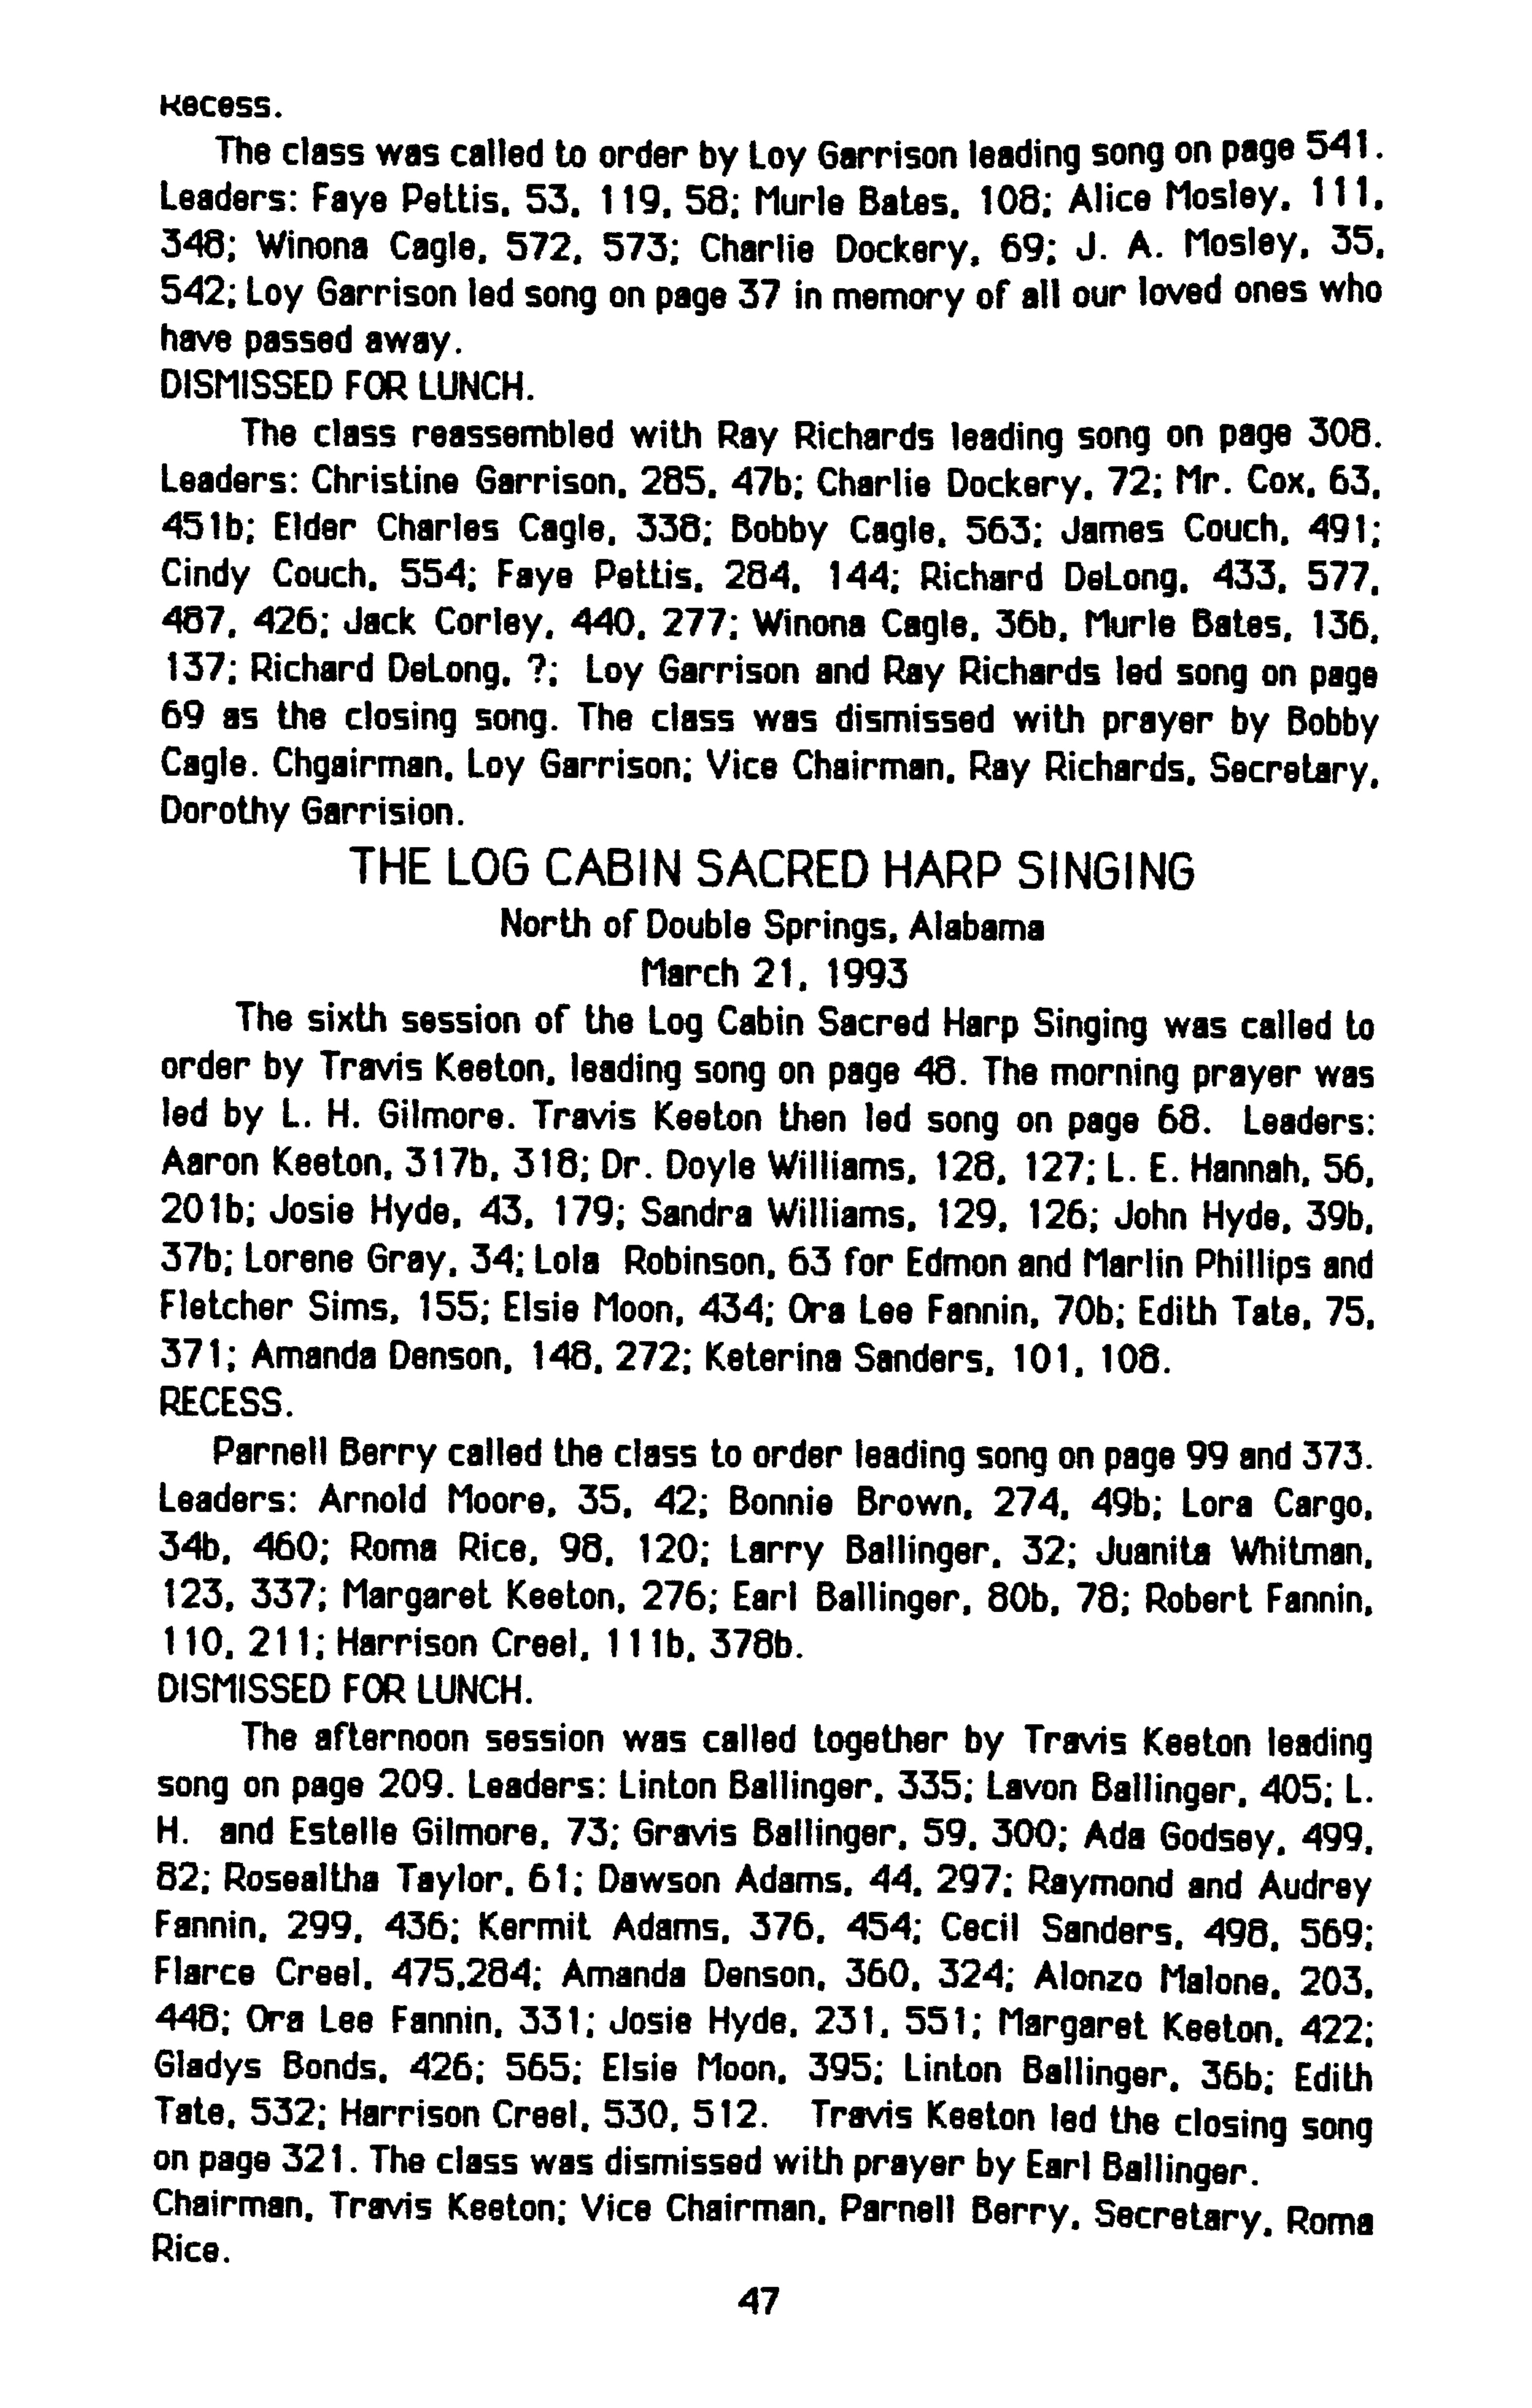 Recess.
The class was called to order by Loy Garrison leading song on page 541.
Leaders: Faye Pettis, 53, 119, 58; Murle Bates, 108; Alice Mosley, 111,
348; Winona Cagle, 572, 573; Charlie Dockery, 69; J. A. Mosley, 35,
542; Loy Garrison led song on page 37 in memory of all our loved ones who
have passed away.
DISMISSED FOR LUNCH.
The class reassembled with Ray Richards leading song on page 308.
Leaders: Christine Garrison, 285, 47b; Charlie Dockery, 72; Mr. Cox, 63,
451b; Elder Charles Cagle, 338; Bobby Cagle, 563; James Couch, 491;
Cindy Couch, 554; Faye Pettis, 284, 144; Richard DeLong, 433, 577,
487, 426; Jack Corley, 440, 277; Winona Cagle, 36b, Murle Bates, 136,
137; Richard DeLong, ?; Loy Garrison and Ray Richards led song on page
69 as the closing song. The class was dismissed with prayer by Bobby
Cagle. Chgairman, Loy Garrison; Vice Chairman, Ray Richards, Secretary,
Dorothy Garrision.
THE LOG CABIN SACRED HARP SINGING
North of Double Springs, Alabama
March 21, 1993
The sixth session of the Log Cabin Sacred Harp Singing was called to
order by Travis Keeton, leading song on page 48. The morning prayer was
led by L. H. Gilmore. Travis Keeton then led song on page 68. Leaders:
Aaron Keeton, 317b, 318; Dr. Doyle Williams, 128, 127; L. E. Hannah, 56,
201b; Josie Hyde, 43, 179; Sandra Williams, 129, 126; John Hyde, 39b,
37b; Lorene Gray, 34; Lola Robinson, 63 for Edmon and Marlin Phillips and
Fletcher Sims, 155; Elsie Moon, 434; Ora Lee Fannin, 70b; Edith Tate, 75,
371; Amanda Denson, 148, 272; Keterina Sanders, 101, 108.
RECESS.
Parnell Berry called the class to order leading song on page 99 and 373.
Leaders: Arnold Moore, 35, 42; Bonnie Brown, 274, 49b; Lora Cargo,
34b, 460; Roma Rice, 98, 120; Larry Ballinger, 32; Juanita Whitman,
123, 337; Margaret Keeton, 276; Earl Ballinger, 80b, 78; Robert Fannin,
110, 211; Harrison Creel, 111b, 378b.
DISMISSED FOR LUNCH.
The afternoon session was called together by Travis Keeton leading
song on page 209. Leaders: Linton Ballinger, 335; Lavon Ballinger, 405; L.
H. and Estelle Gilmore, 73; Gravis Ballinger, 59, 300; Ada Godsey, 499,
82; Rosealtha Taylor, 61; Dawson Adams, 44, 297; Raymond and Audrey
Fannin, 299, 436; Kermit Adams, 376, 454; Cecil Sanders, 498, 569;
Flarce Creel, 475,284; Amanda Denson, 360, 324; Alonzo Malone, 203,
448; Ora Lee Fannin, 331; Josie Hyde, 231, 551; Margaret Keeton, 422;
Gladys Bonds, 426; 565; Elsie Moon, 395; Linton Ballinger, 36b; Edith
Tate, 532; Harrison Creel, 530, 512. Travis Keeton led the closing song
on page 321. The class was dismissed with prayer by Earl Ballinger.
Chairman, Travis Keeton; Vice Chairman, Parnell Berry, Secretary, Roma
Rice.
47